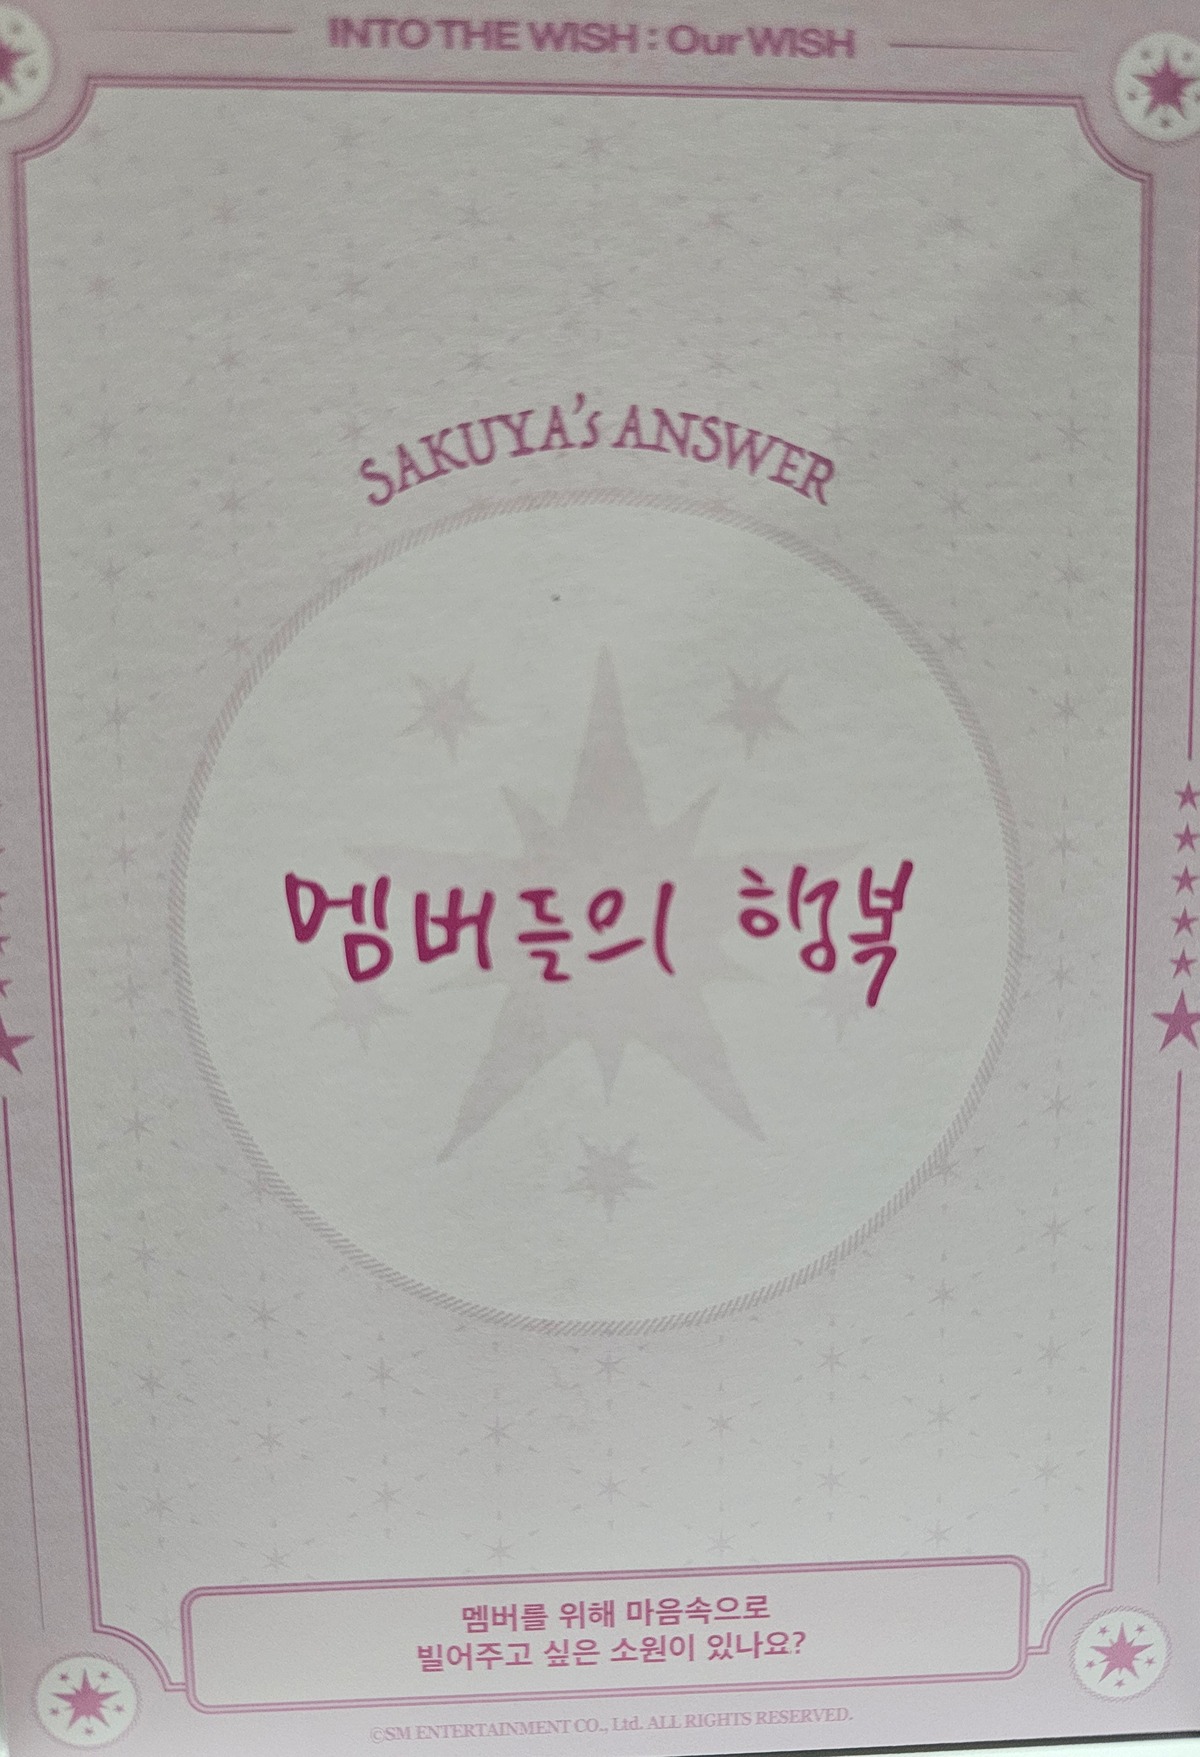 INTO THE WISH : Our WISH
SAKUYA's ANSWER
멤버들의 행복
멤버를 위해 마음속으로
빌어주고 싶은 소원이 있나요?
©SM ENTERTAINMENT CO., Ltd. ALL RIGHTS RESERVED.